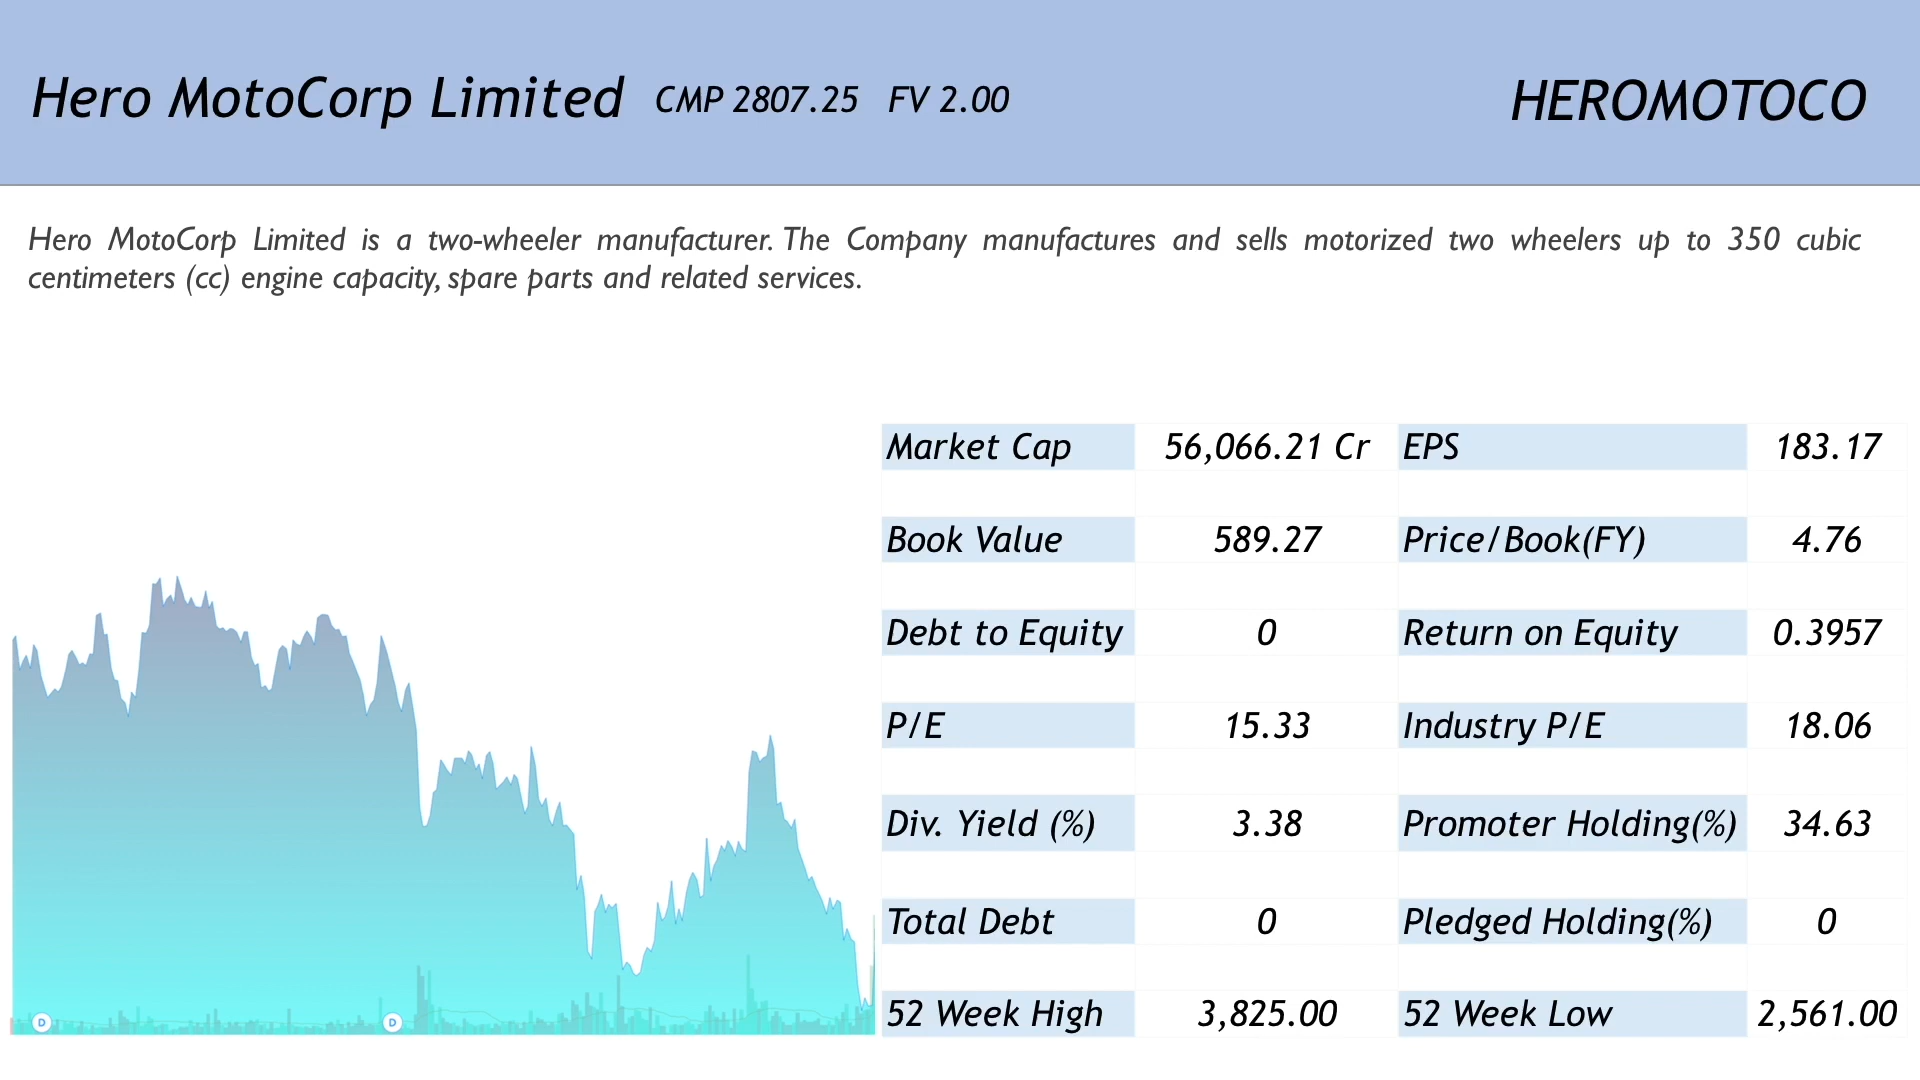 Hero MotoCorp Limited CMP 2807.25 FV 2.00 HEROMOTOCO
Hero MotoCorp Limited is a two-wheeler manufacturer. The Company manufactures and sells motorized two wheelers up to 350 cubic
centimeters (cc) engine capacity, spare parts and related services.
Market Cap 56,066.21 Cr EPS 183.17
Book Value 589.27 Price/Book(FY) 4.76
Debt to Equity 0 Return on Equity 0.3957
P/E 15.33 Industry P/E 18.06
Div. Yield (%) 3.38 Promoter Holding(%) 34.63
Total Debt 0 Pledged Holding(%) 0
52 Week High 3,825.00 52 Week Low 2,561.00
D D